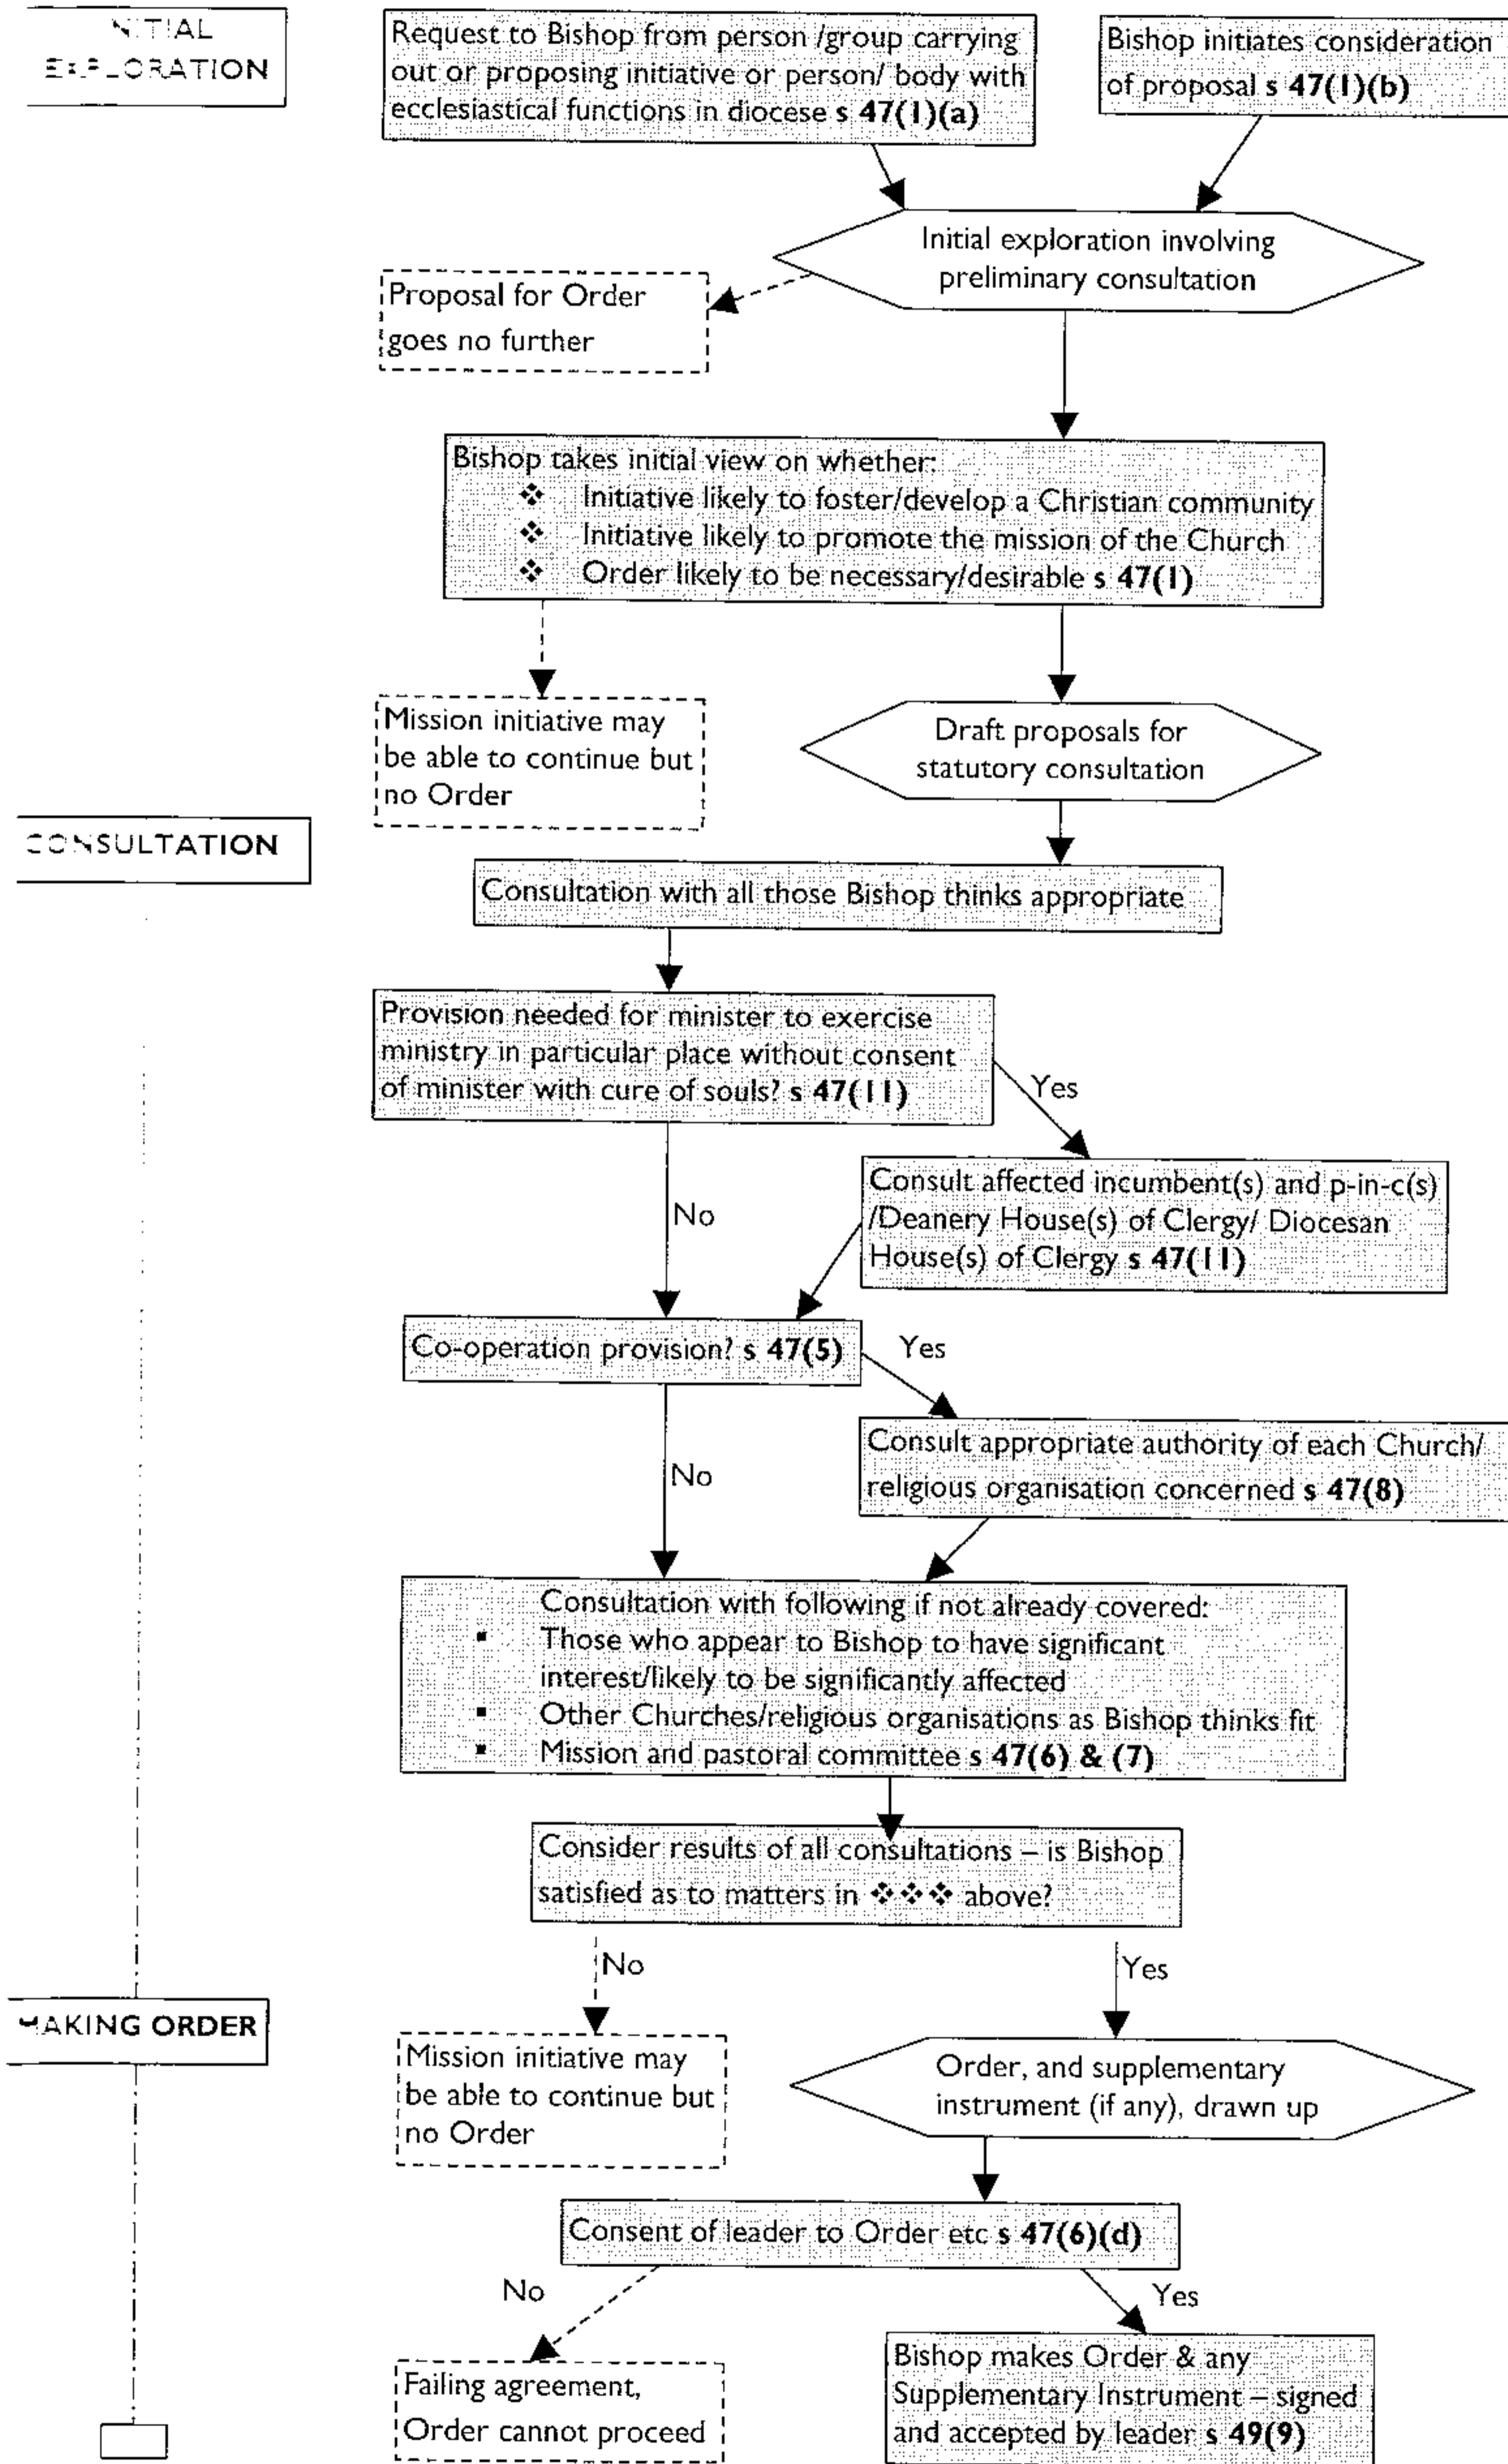 INITIAL
EXPLORATION
Request to Bishop from person /group carrying
out or proposing initiative or person/ body with
ecclesiastical functions in diocese s 47(1)(a)
Bishop initiates consideration
of proposal s 47(1)(b)
Initial exploration involving
preliminary consultation
Proposal for Order
goes no further
Bishop takes initial view on whether:
❖ Initiative likely to foster/develop a Christian community
❖ Initiative likely to promote the mission of the Church
❖ Order likely to be necessary/desirable s 47(1)
Mission initiative may
be able to continue but
no Order
Draft proposals for
statutory consultation
CONSULTATION
Consultation with all those Bishop thinks appropriate
Provision needed for minister to exercise
ministry in particular place without consent
of minister with cure of souls? s 47(11)
Yes
No
Consult affected incumbent(s) and p-in-c(s)
/Deanery House(s) of Clergy/ Diocesan
House(s) of Clergy s 47(11)
Co-operation provision? s 47(5)
Yes
No
Consult appropriate authority of each Church/
religious organisation concerned s 47(8)
Consultation with following if not already covered:
▪ Those who appear to Bishop to have significant
interest/likely to be significantly affected
▪ Other Churches/religious organisations as Bishop thinks fit
▪ Mission and pastoral committee s 47(6) & (7)
Consider results of all consultations – is Bishop
satisfied as to matters in ❖❖❖ above?
No
Yes
MAKING ORDER
Mission initiative may
be able to continue but
no Order
Order, and supplementary
instrument (if any), drawn up
Consent of leader to Order etc s 47(6)(d)
No
Yes
Failing agreement,
Order cannot proceed
Bishop makes Order & any
Supplementary Instrument – signed
and accepted by leader s 49(9)